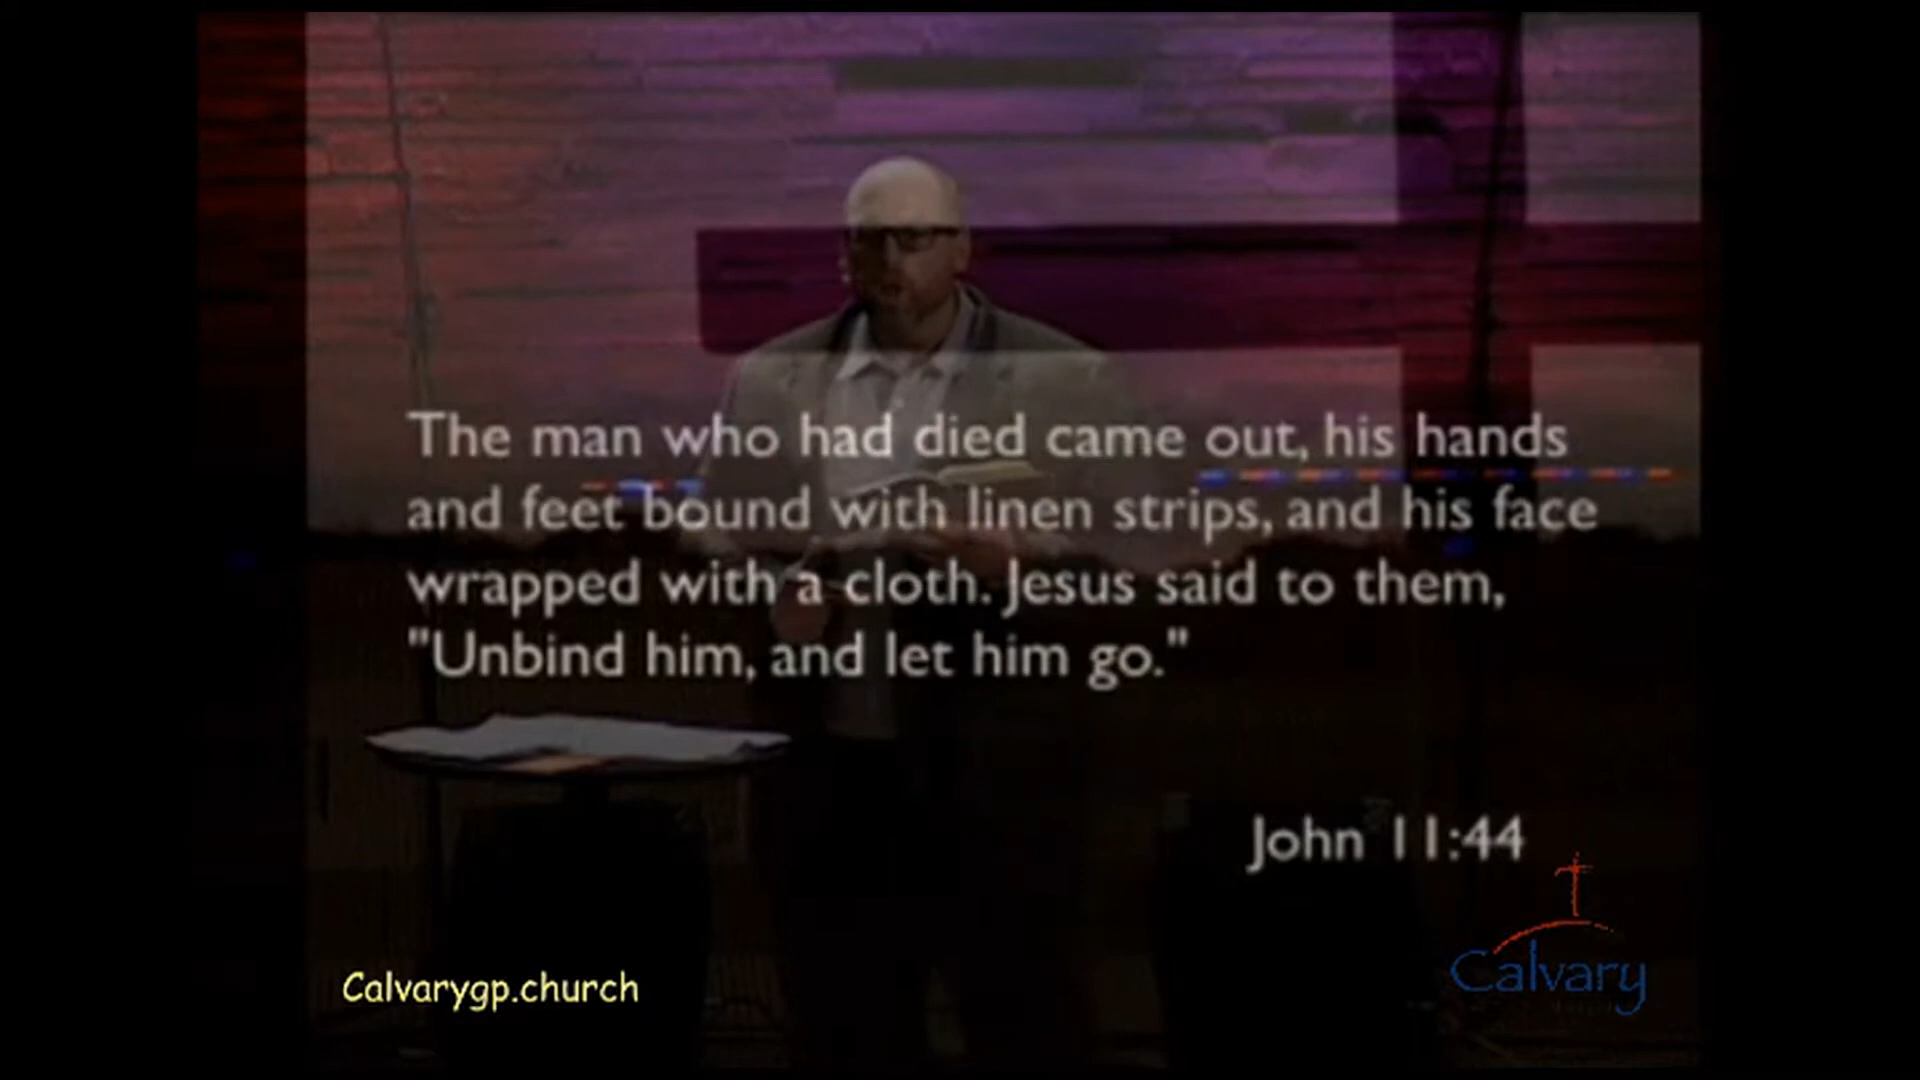 The man who had died came out, his hands
and feet bound with linen strips, and his face
wrapped with a cloth. Jesus said to them,
"Unbind him, and let him go."
John 11:44
Calvarygp.church
Calvary